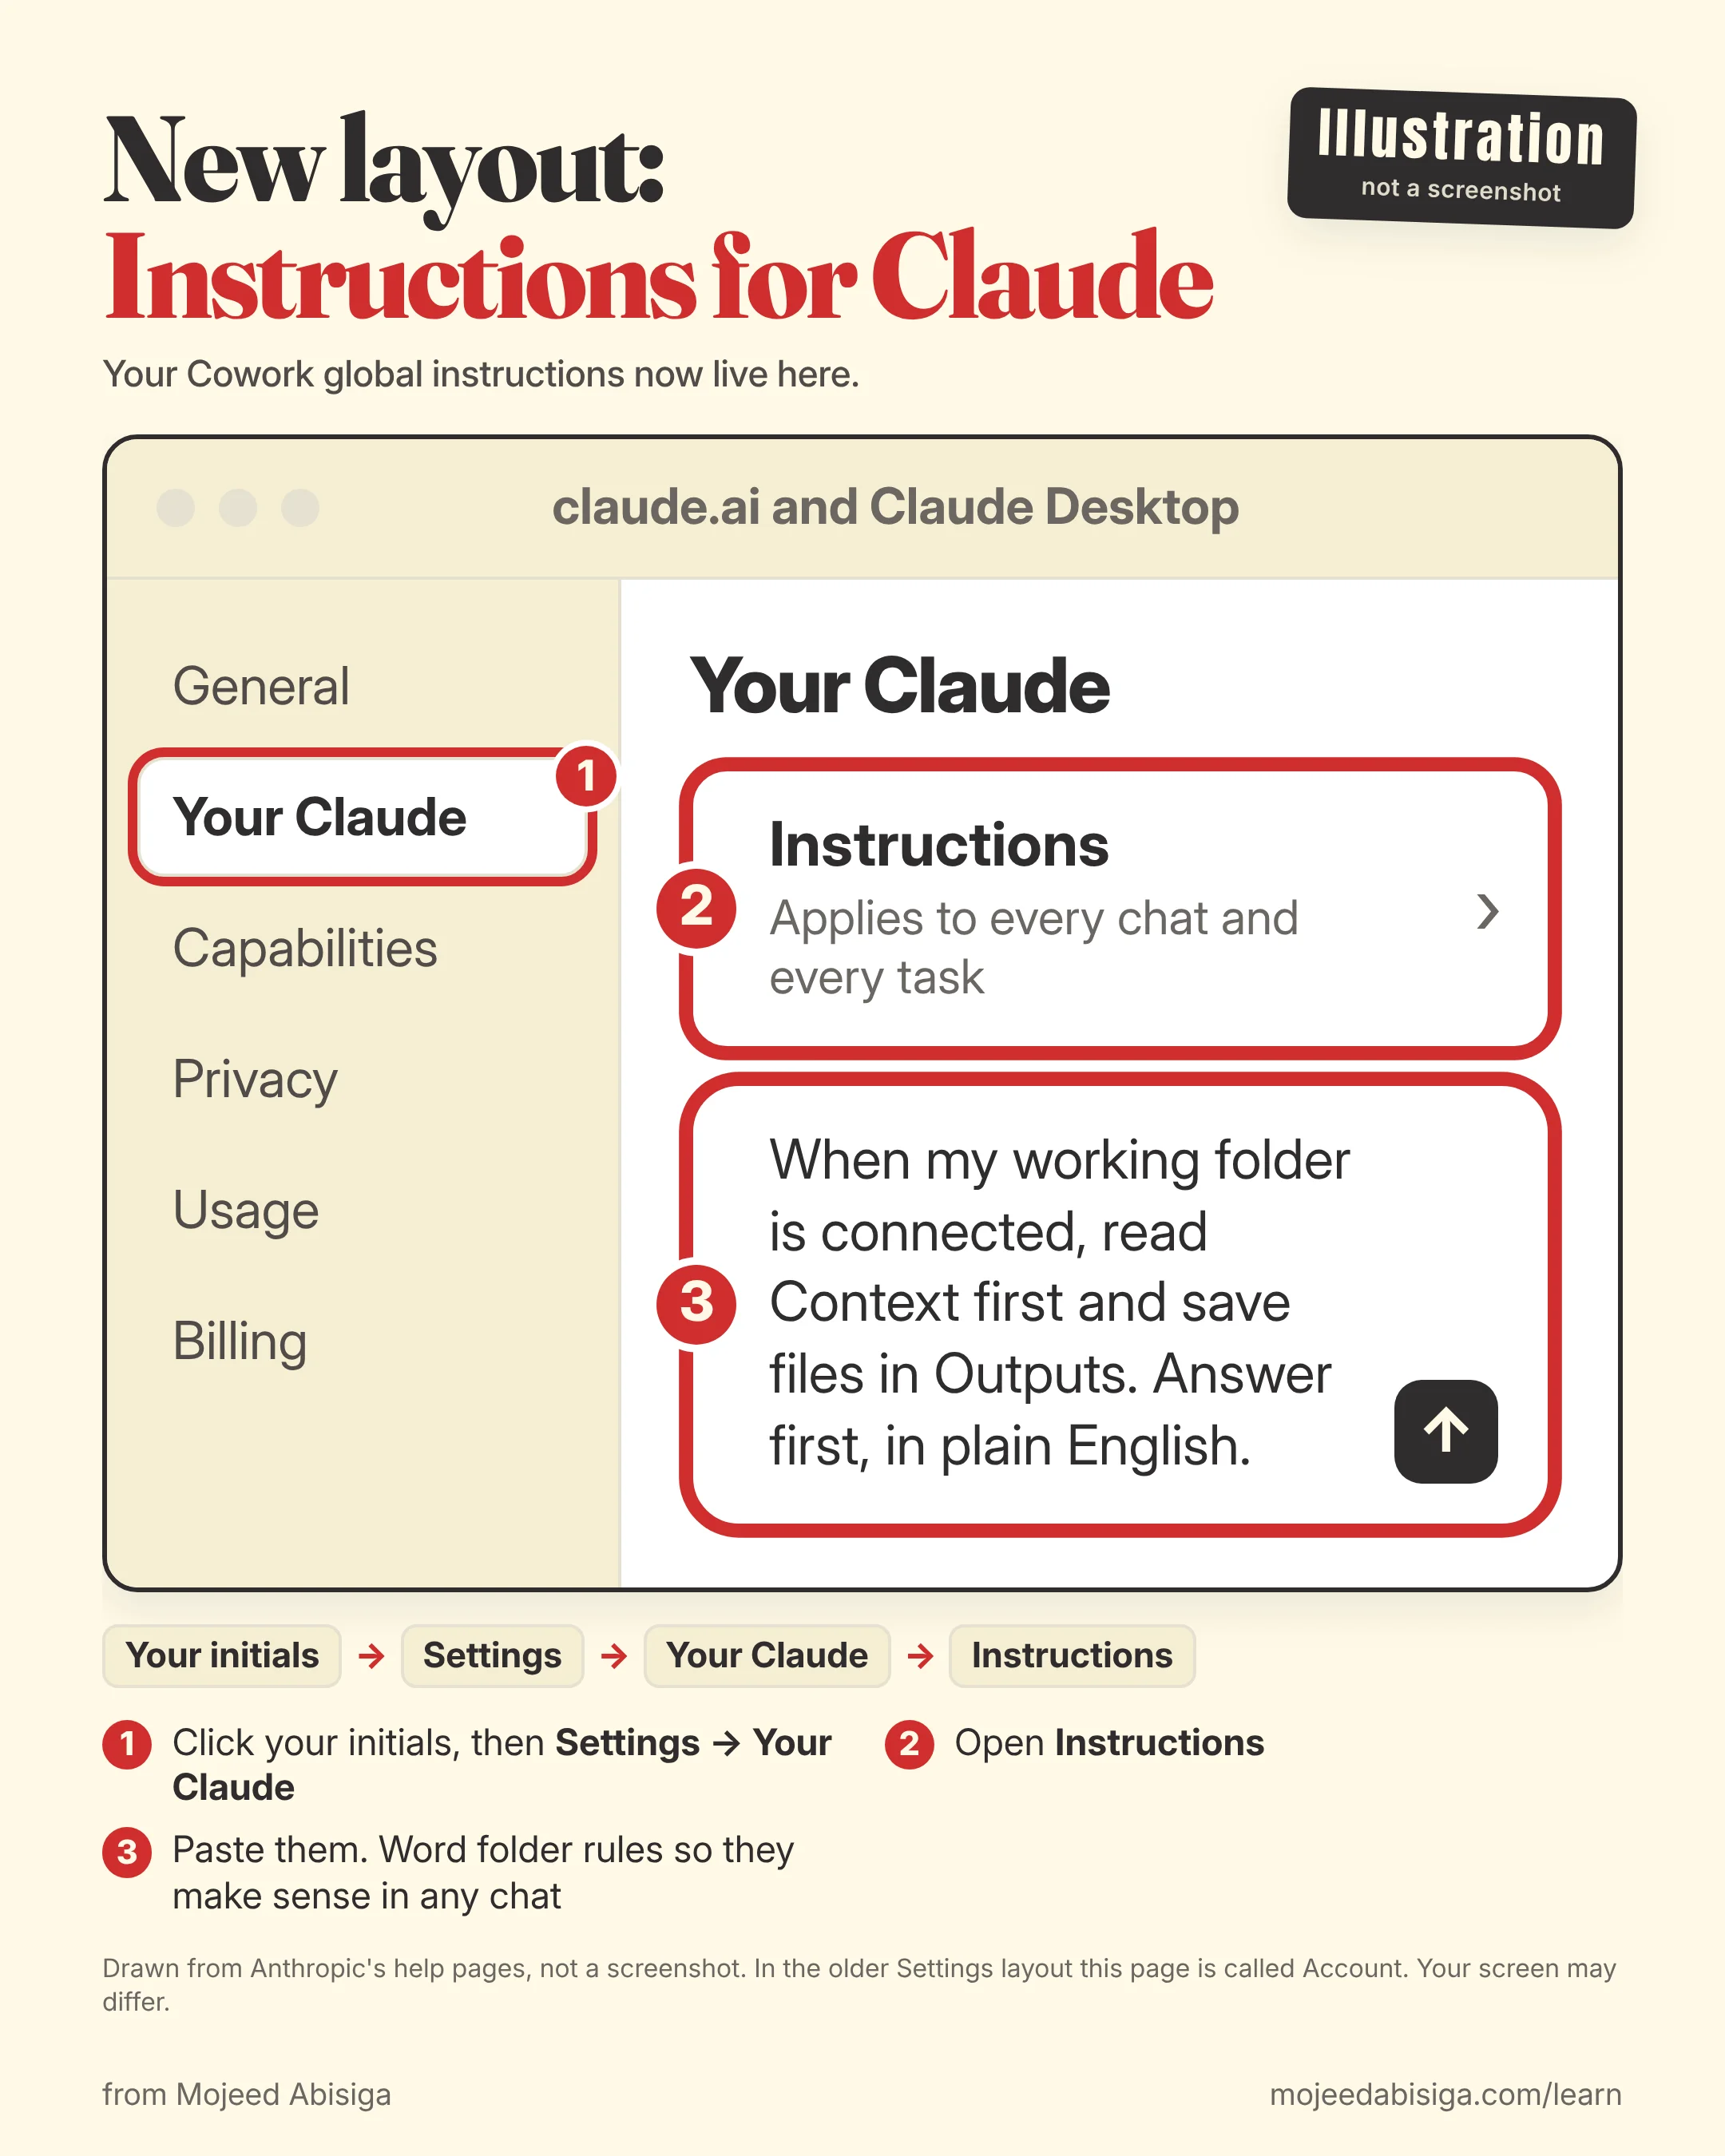 New layout:
Instructions for Claude
Illustration
not a screenshot
Your Cowork global instructions now live here.
claude.ai and Claude Desktop
General
Your Claude
1
Capabilities
Privacy
Usage
Billing
Your Claude
2
Instructions
Applies to every chat and
every task
›
3
When my working folder
is connected, read
Context first and save
files in Outputs. Answer
first, in plain English.
↑
Your initials → Settings → Your Claude → Instructions
1 Click your initials, then Settings → Your
Claude
2 Open Instructions
3 Paste them. Word folder rules so they
make sense in any chat
Drawn from Anthropic's help pages, not a screenshot. In the older Settings layout this page is called Account. Your screen may
differ.
from Mojeed Abisiga
mojeedabisiga.com/learn